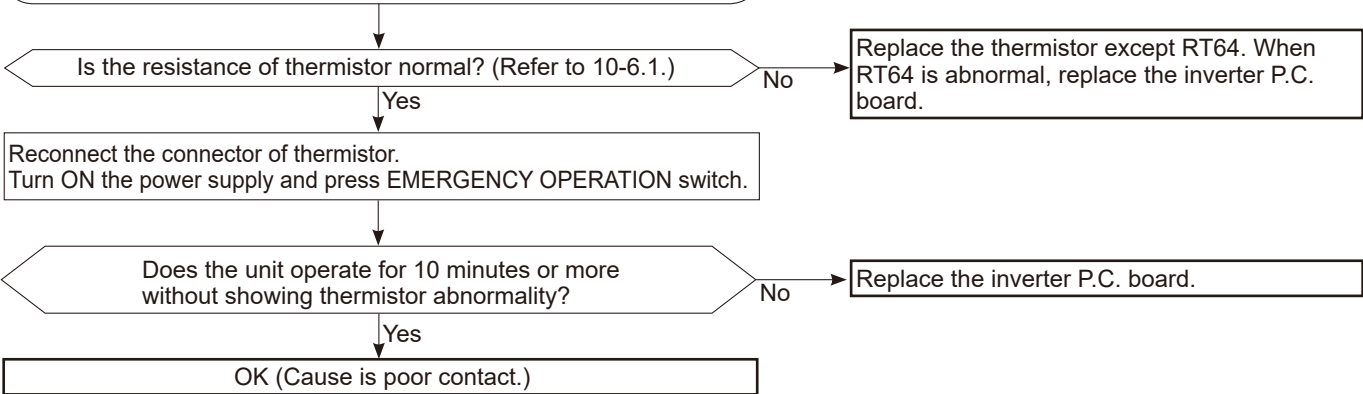 Is the resistance of thermistor normal? (Refer to 10-6.1.)
No
Replace the thermistor except RT64. When
RT64 is abnormal, replace the inverter P.C.
board.
Yes
Reconnect the connector of thermistor.
Turn ON the power supply and press EMERGENCY OPERATION switch.
Does the unit operate for 10 minutes or more
without showing thermistor abnormality?
No
Replace the inverter P.C. board.
Yes
OK (Cause is poor contact.)